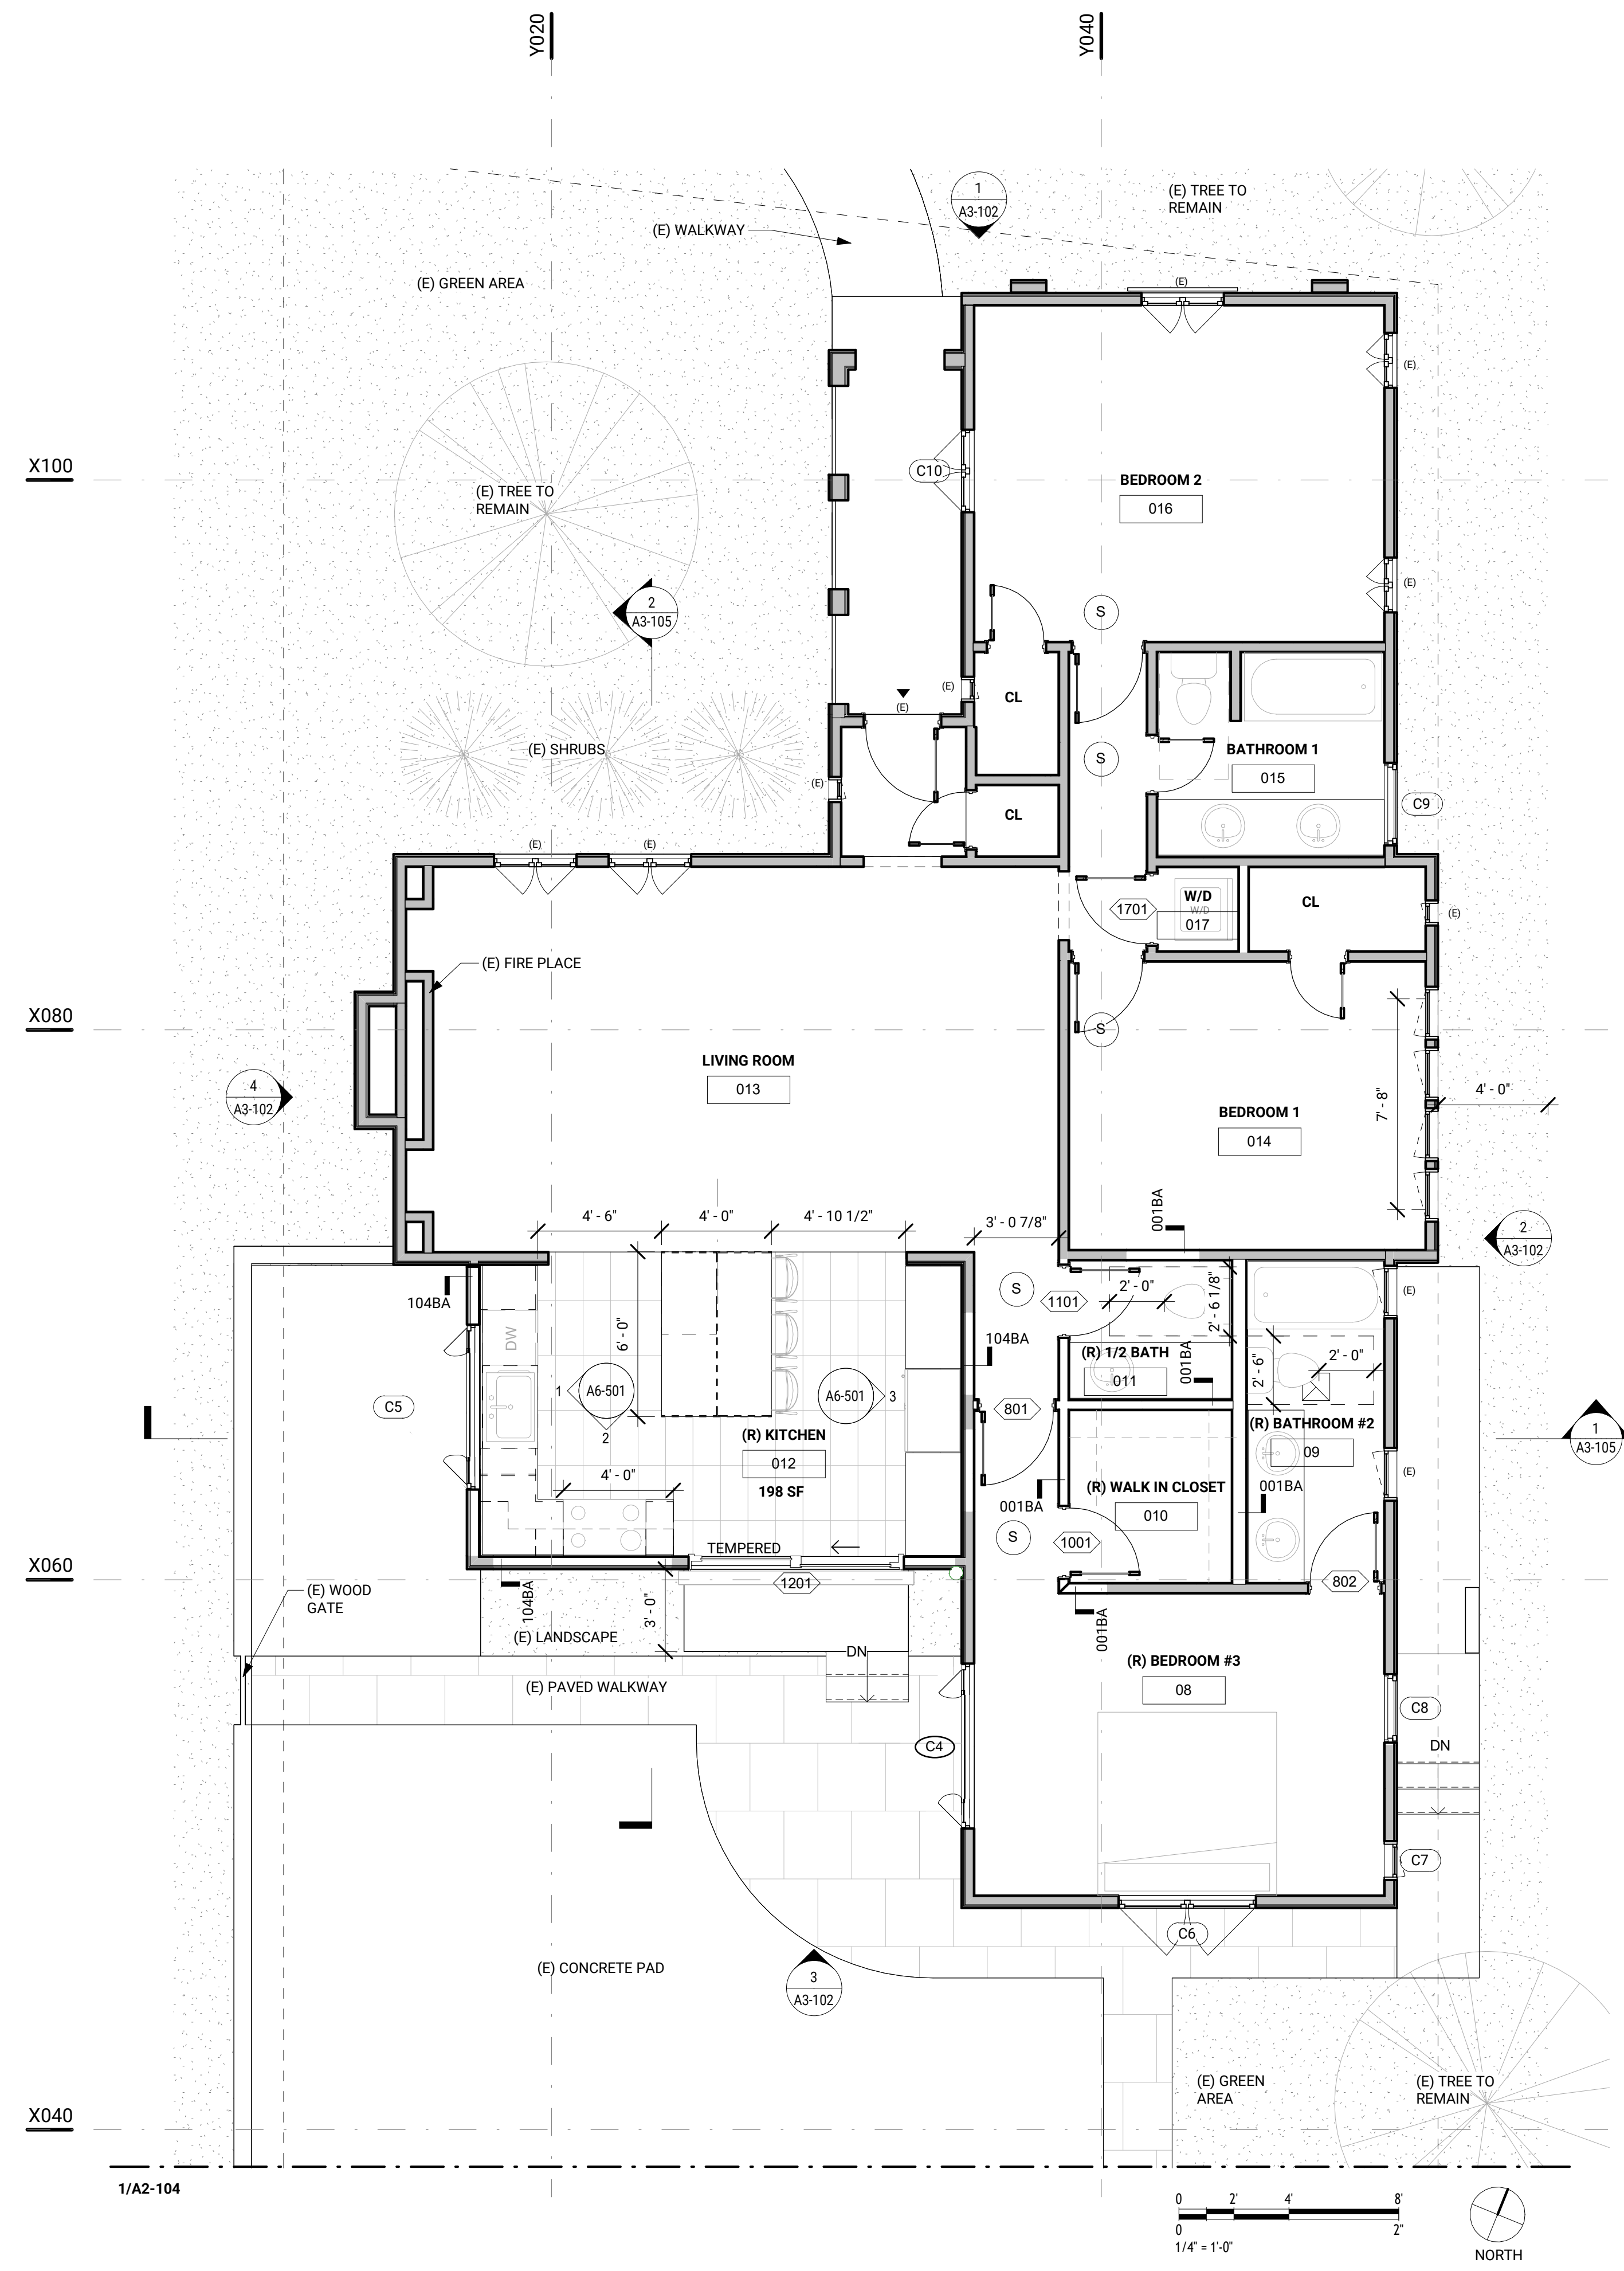 Y020
Y040
1
A3-102
(E) TREE TO
REMAIN
(E) WALKWAY
(E) GREEN AREA
(E)
(E)
X100
C10
BEDROOM 2
016
(E) TREE TO
REMAIN
(E)
2
A3-105
S
(E)
CL
(E)
(E) SHRUBS
S
BATHROOM 1
015
(E)
C9
CL
(E)
(E)
W/D
W/D
017
1701
CL
(E)
(E) FIRE PLACE
X080
S
LIVING ROOM
013
4
A3-102
7' - 8"
4' - 0"
BEDROOM 1
014
001BA
4' - 6"
4' - 0"
4' - 10 1/2"
3' - 0 7/8"
2
A3-102
104BA
S
1101
2' - 0"
2' - 6 1/8"
(E)
DW
6' - 0"
104BA
(R) 1/2 BATH
011
001BA
2' - 6"
2' - 0"
1
A6-501
2
A6-501
3
C5
801
(R) KITCHEN
012
198 SF
(R) BATHROOM #2
09
1
A3-105
4' - 0"
(E)
001BA
(R) WALK IN CLOSET
010
001BA
S
1001
TEMPERED
X060
1201
802
(E) WOOD
GATE
104BA
3' - 0"
001BA
(E) LANDSCAPE
DN
(R) BEDROOM #3
08
(E) PAVED WALKWAY
C8
C4
DN
C7
C6
(E) CONCRETE PAD
3
A3-102
(E) GREEN
AREA
(E) TREE TO
REMAIN
X040
1/A2-104
0 2' 4' 8'
0 2"
1/4" = 1'-0"
NORTH